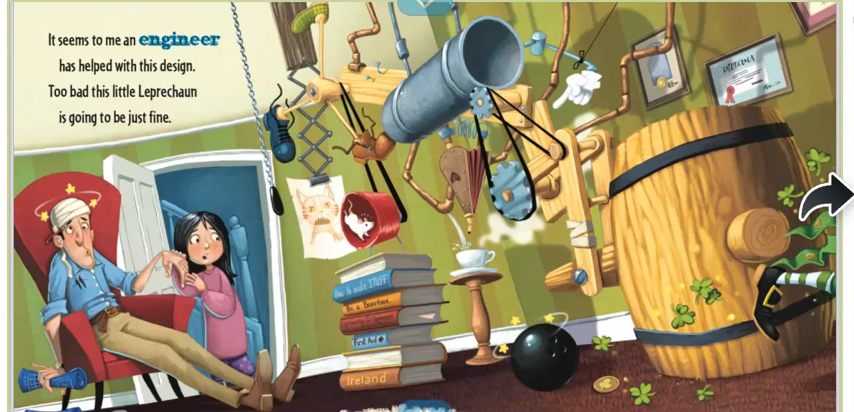 It seems to me an engineer
has helped with this design.
Too bad this little Leprechaun
is going to be just fine.
DIPLOMA
How to make STUFF
Be a
First Aid
Ireland